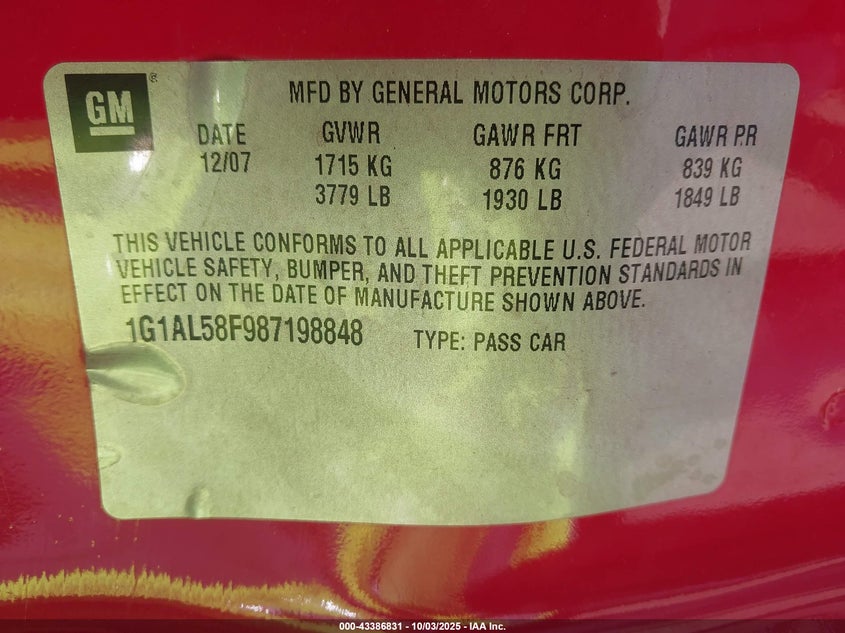 GM ®
MFD BY GENERAL MOTORS CORP.
DATE GVWR GAWR FRT GAWR RR
12/07 1715 KG 876 KG 839 KG
3779 LB 1930 LB 1849 LB
THIS VEHICLE CONFORMS TO ALL APPLICABLE U.S. FEDERAL MOTOR
VEHICLE SAFETY, BUMPER, AND THEFT PREVENTION STANDARDS IN
EFFECT ON THE DATE OF MANUFACTURE SHOWN ABOVE.
1G1AL58F987198848 TYPE: PASS CAR
000-43386831 - 10/03/2025 - IAA Inc.